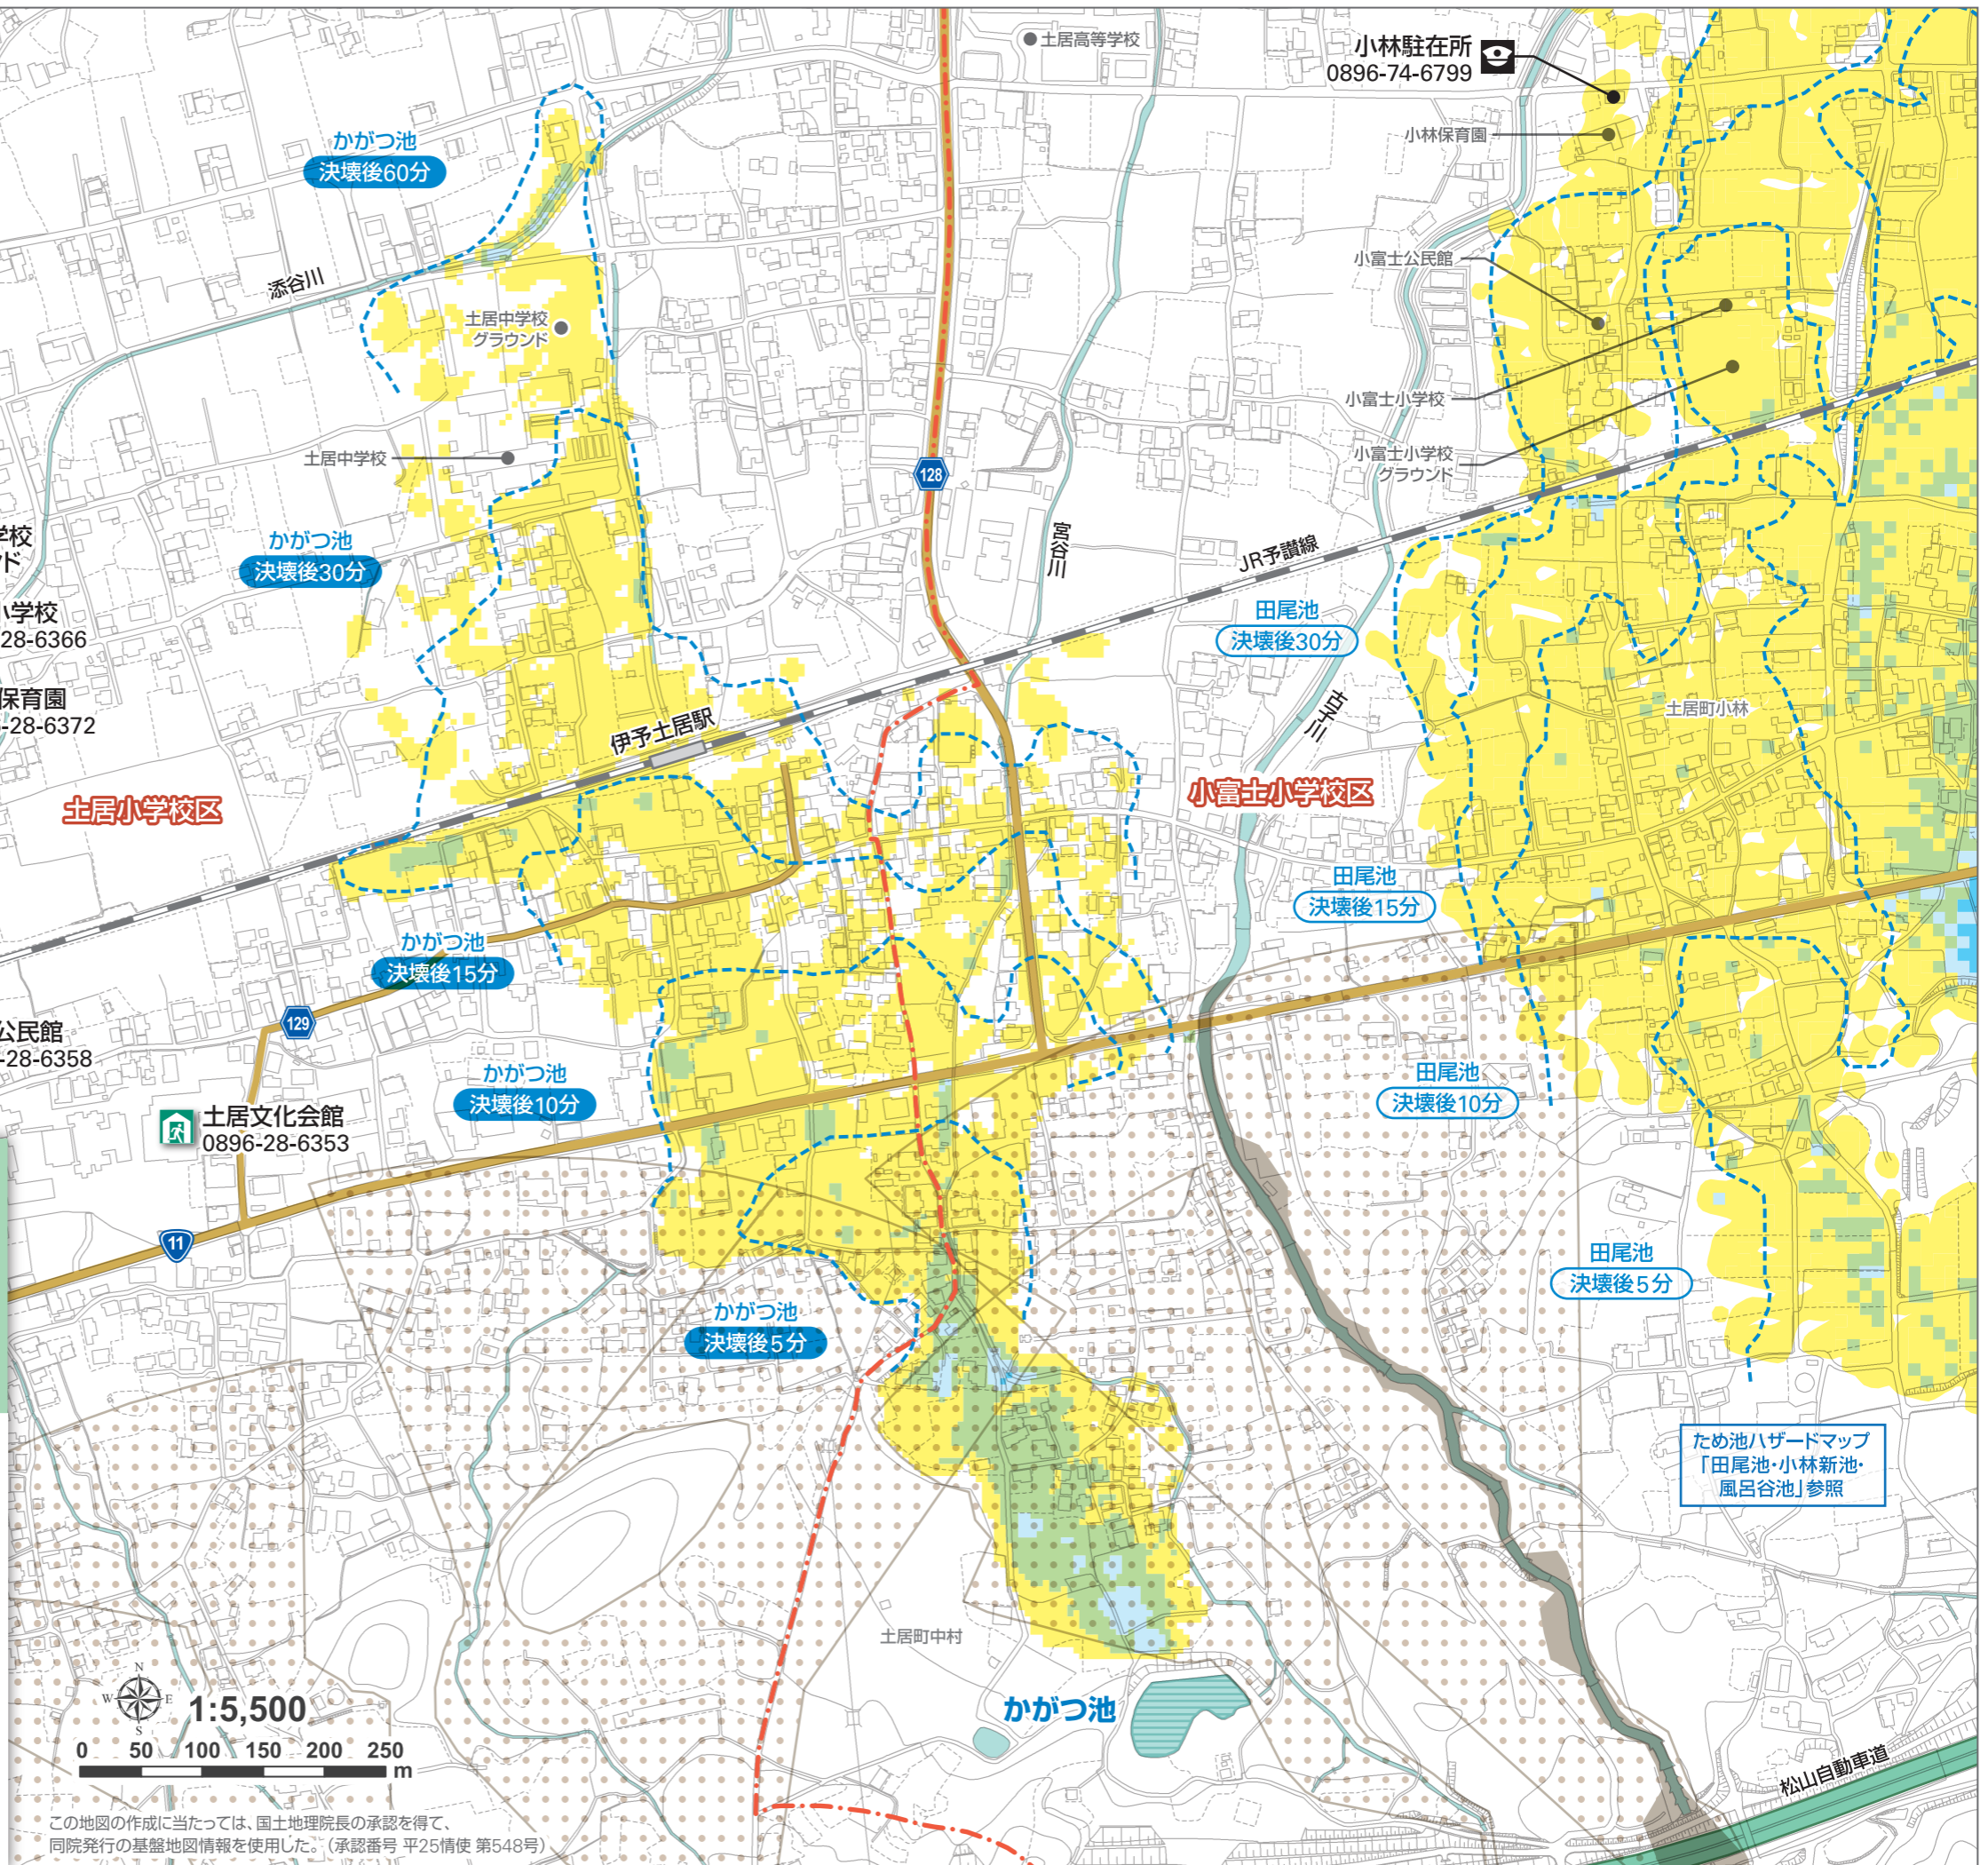 土居高等学校
小林駐在所
0896-74-6799
小林保育園
かがつ池
決壊後60分
添谷川
土居中学校
グラウンド
小富士公民館
小富士小学校
小富士小学校
グラウンド
土居中学校
128
宮谷川
JR予讃線
学校
ド
かがつ池
決壊後30分
小学校
28-6366
田尾池
決壊後30分
古子川
保育園
-28-6372
伊予土居駅
土居町小林
土居小学校区
小富士小学校区
田尾池
決壊後15分
かがつ池
決壊後15分
129
公民館
-28-6358
かがつ池
決壊後10分
田尾池
決壊後10分
土居文化会館
0896-28-6353
11
田尾池
決壊後5分
かがつ池
決壊後5分
ため池ハザードマップ
「田尾池・小林新池・
風呂谷池」参照
土居町中村
かがつ池
N
W E
S
1:5,500
0 50 100 150 200 250
m
松山自動車道
この地図の作成に当たっては、国土地理院長の承認を得て、
同院発行の基盤地図情報を使用した。（承認番号 平25情使 第548号）